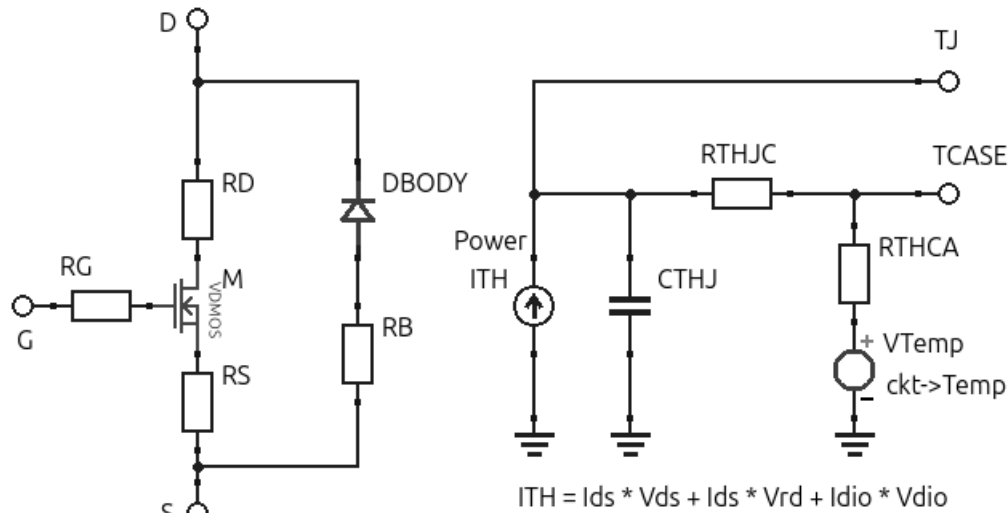 D
TJ
RTHJC
TCASE
RD
DBODY
Power
RTHCA
RG
M
VDMOS
ITH
CTHJ
G
RB
+ VTemp
RS
ckt->Temp
-
S
ITH = Ids * Vds + Ids * Vrd + Idio * Vdio